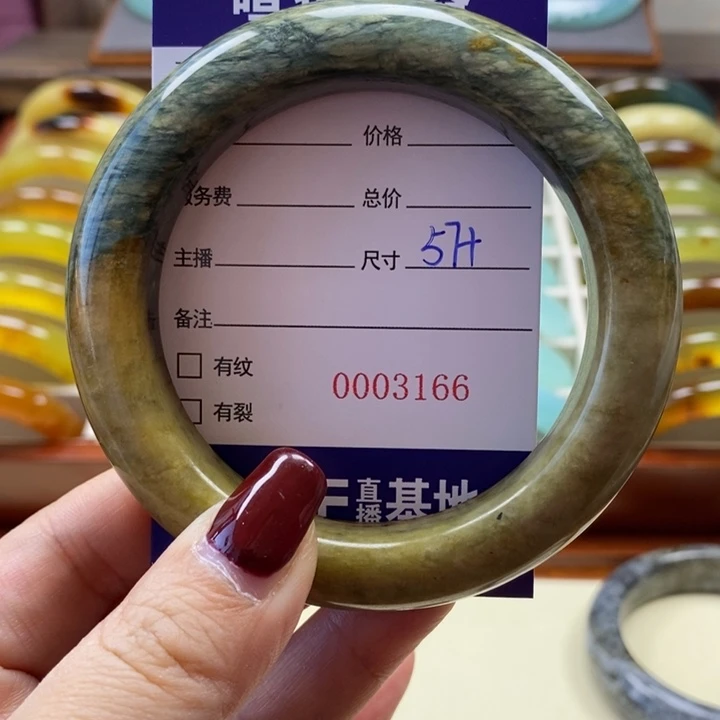 价格
务费 总价
主播 尺寸 57+
备注
有纹
0003166
有裂
直播基地